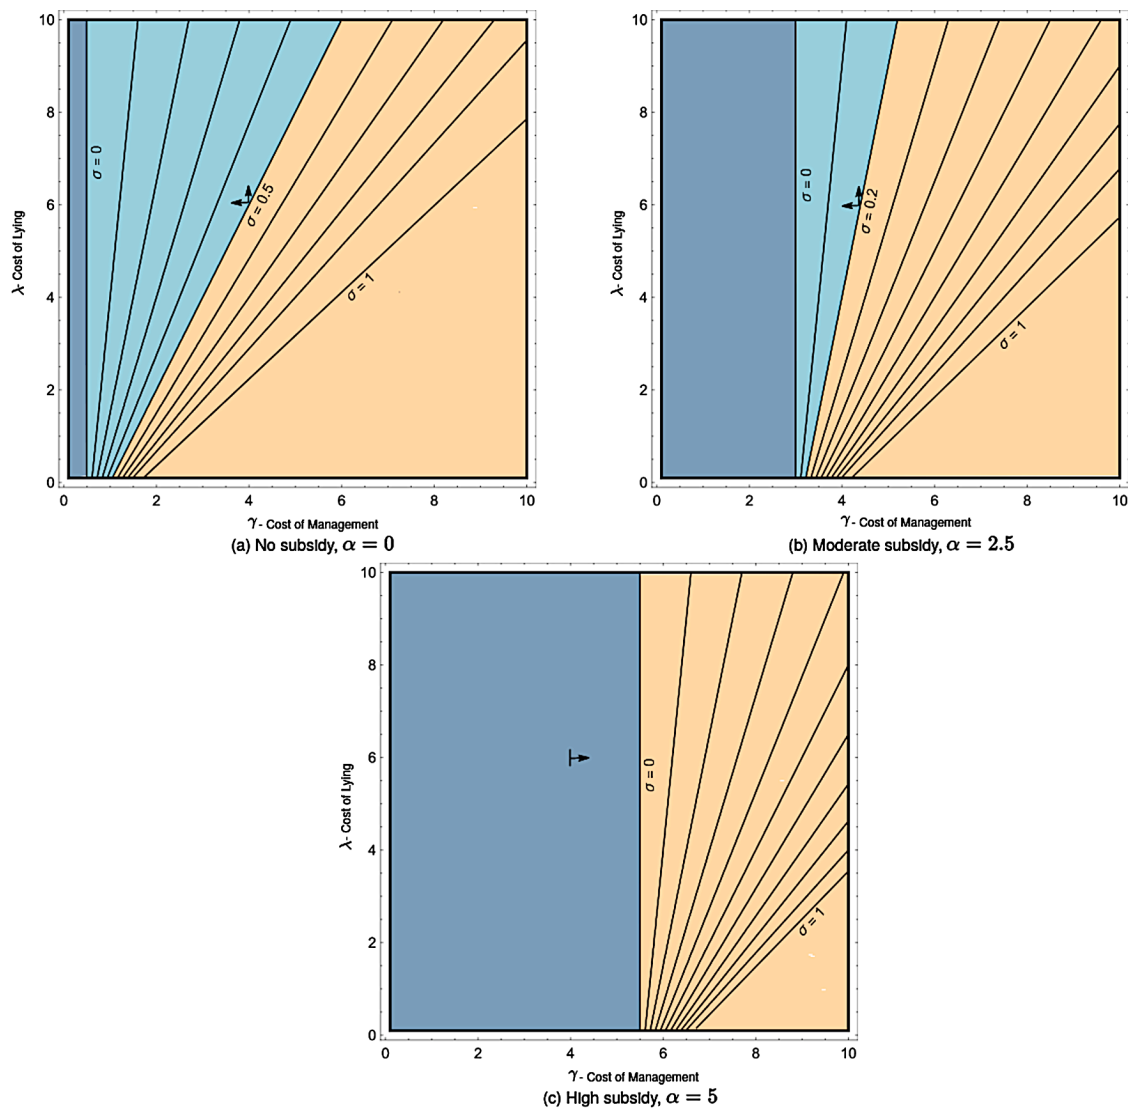 10
8
6
4
2
0
λ- Cost of Lying
σ = 0
σ = 0.5
σ = 1
0 2 4 6 8 10
γ - Cost of Management
(a) No subsidy, α = 0
10
8
6
4
2
0
λ- Cost of Lying
σ = 0
σ = 0.2
σ = 1
0 2 4 6 8 10
γ - Cost of Management
(b) Moderate subsidy, α = 2.5
10
8
6
4
2
0
λ- Cost of Lying
σ = 0
σ = 1
0 2 4 6 8 10
γ - Cost of Management
(c) High subsidy, α = 5